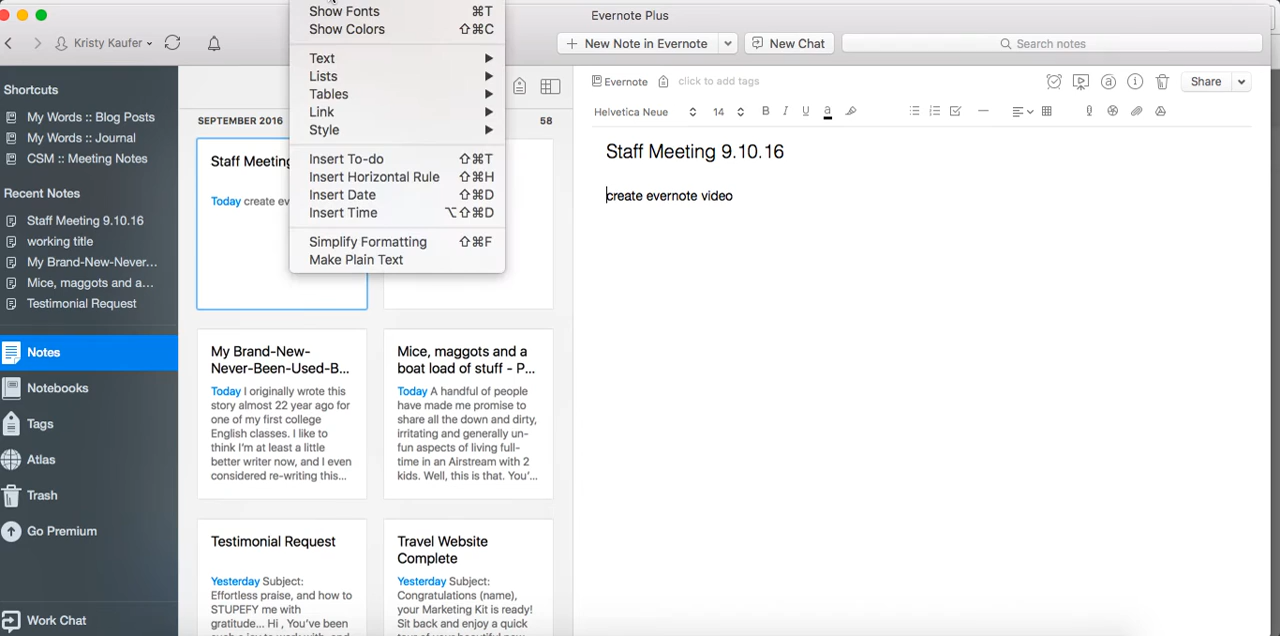 Evernote Plus
Kristy Kaufer
New Note in Evernote
New Chat
Search notes
Shortcuts
My Words :: Blog Posts
My Words :: Journal
CSM :: Meeting Notes
Recent Notes
Staff Meeting 9.10.16
working title
My Brand-New-Never...
Mice, maggots and a...
Testimonial Request
Notes
Notebooks
Tags
Atlas
Trash
Go Premium
Work Chat
Show Fonts ⌘T
Show Colors ⇧⌘C
Text
Lists
Tables
Link
Style
Insert To-do ⇧⌘T
Insert Horizontal Rule ⇧⌘H
Insert Date ⇧⌘D
Insert Time ⌥⇧⌘D
Simplify Formatting ⇧⌘F
Make Plain Text
SEPTEMBER 2016 58
Staff Meeting
Today create ev
My Brand-New-
Never-Been-Used-B...
Today I originally wrote this
story almost 22 year ago for
one of my first college
English classes. I like to
think I'm at least a little
better writer now, and I even
considered re-writing this...
Mice, maggots and a
boat load of stuff - P...
Today A handful of people
have made me promise to
share all the down and dirty,
irritating and generally un-
fun aspects of living full-
time in an Airstream with 2
kids. Well, this is that. You'...
Testimonial Request
Yesterday Subject:
Effortless praise, and how to
STUPEFY me with
gratitude... Hi , You've been
Travel Website
Complete
Yesterday Subject:
Congratulations (name),
your Marketing Kit is ready!
Sit back and enjoy a quick
Evernote
click to add tags
Share
Helvetica Neue
14
B I U a
Staff Meeting 9.10.16
create evernote video